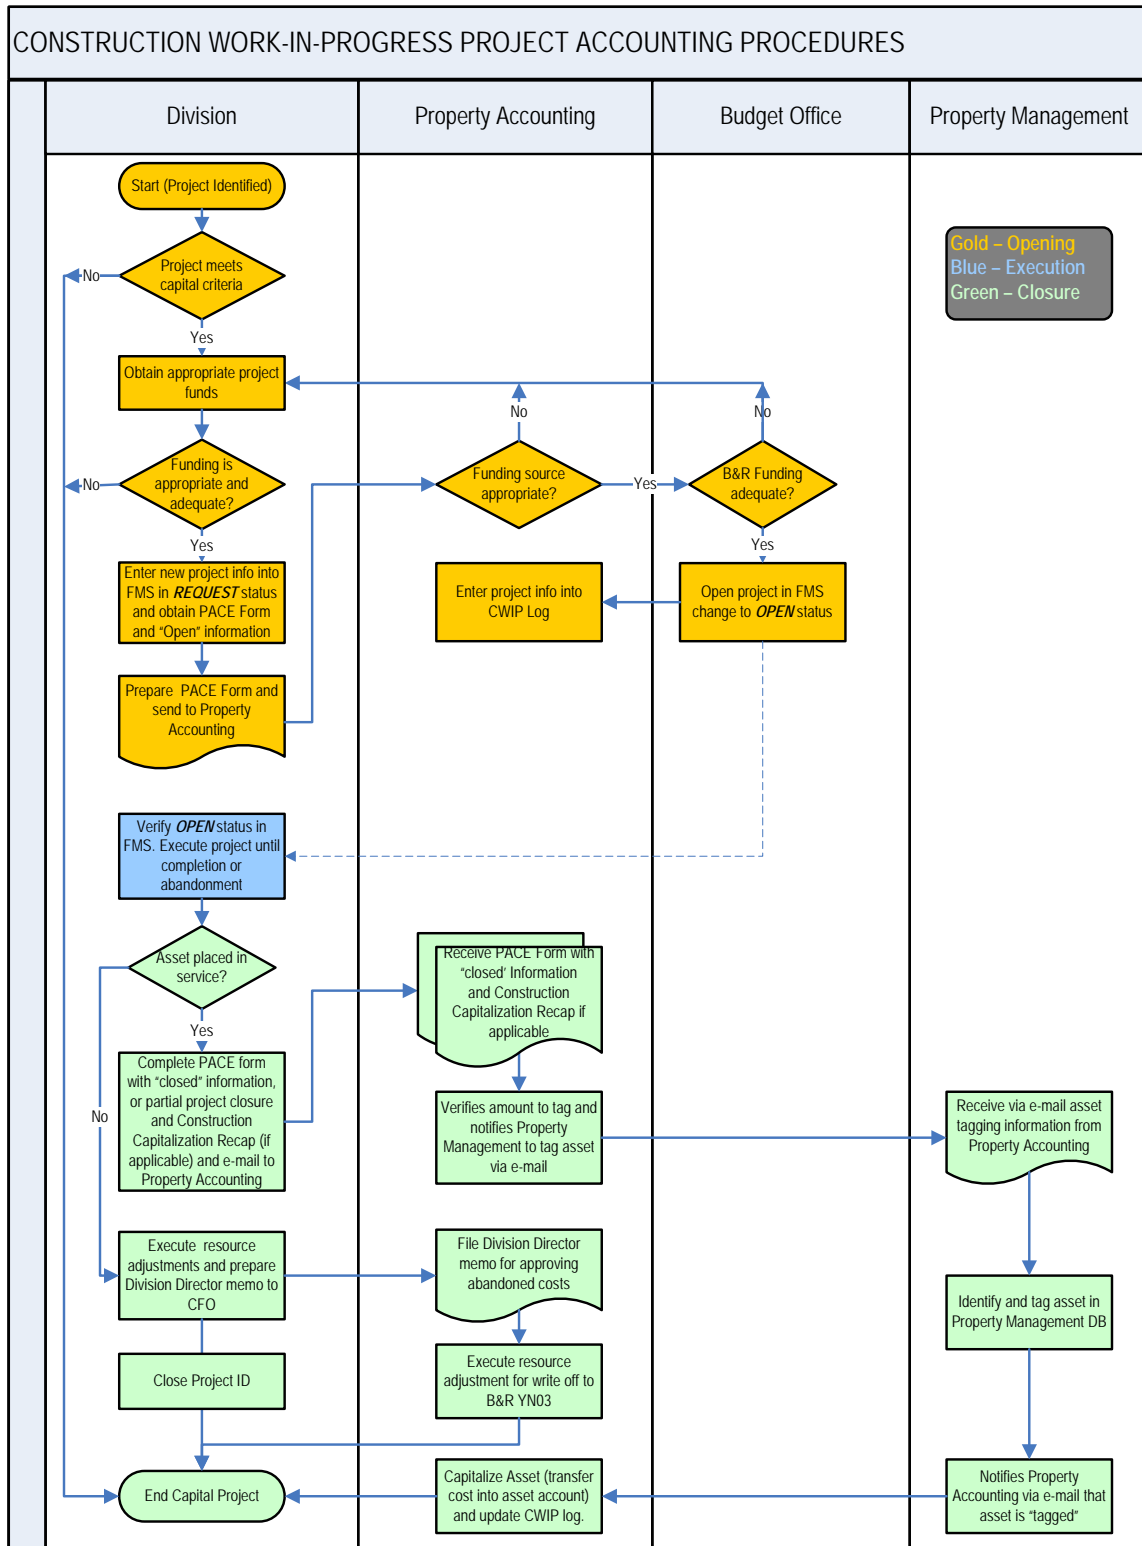 CONSTRUCTION WORK-IN-PROGRESS PROJECT ACCOUNTING PROCEDURES
Division
Property Accounting
Budget Office
Property Management
Start (Project Identified)
Project meets
capital criteria
No
Yes
Gold – Opening
Blue – Execution
Green – Closure
Obtain appropriate project
funds
No
No
Funding is
appropriate and
adequate?
No
Yes
Funding source
appropriate?
Yes
B&R Funding
adequate?
Yes
Enter new project info into
FMS in REQUEST status
and obtain PACE Form
and “Open” information
Enter project info into
CWIP Log
Open project in FMS
change to OPEN status
Prepare PACE Form and
send to Property
Accounting
Verify OPEN status in
FMS. Execute project until
completion or
abandonment
Asset placed in
service?
Yes
No
Receive PACE Form with
“closed’ Information
and Construction
Capitalization Recap if
applicable
Complete PACE form
with “closed” information,
or partial project closure
and Construction
Capitalization Recap (if
applicable) and e-mail to
Property Accounting
Verifies amount to tag and
notifies Property
Management to tag asset
via e-mail
Receive via e-mail asset
tagging information from
Property Accounting
Execute resource
adjustments and prepare
Division Director memo to
CFO
File Division Director
memo for approving
abandoned costs
Identify and tag asset in
Property Management DB
Close Project ID
Execute resource
adjustment for write off to
B&R YN03
End Capital Project
Capitalize Asset (transfer
cost into asset account)
and update CWIP log.
Notifies Property
Accounting via e-mail that
asset is “tagged”